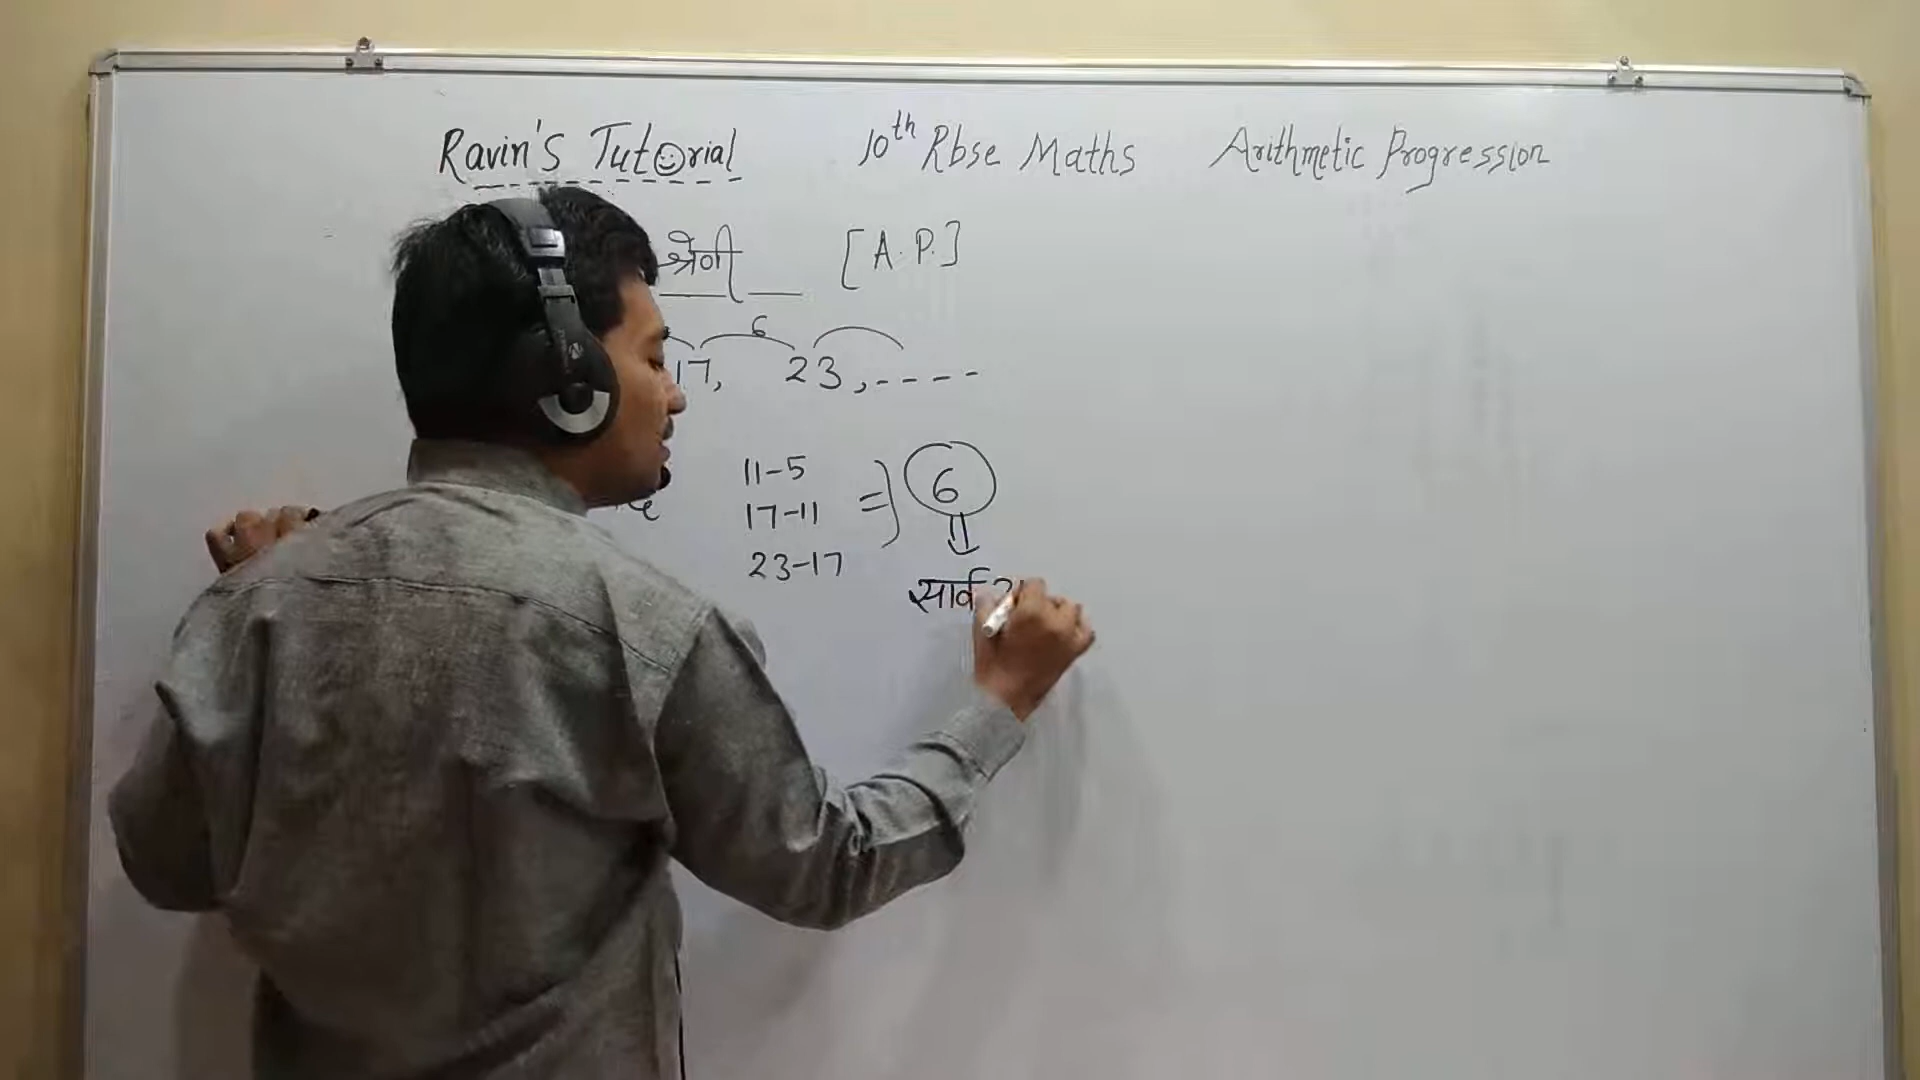 Ravin's Tutorial 10th Rbse Maths Arithmetic Progression
श्रेणी [A.P.]
6
17, 23, ----
11-5
17-11 = 6
23-17
सार्व